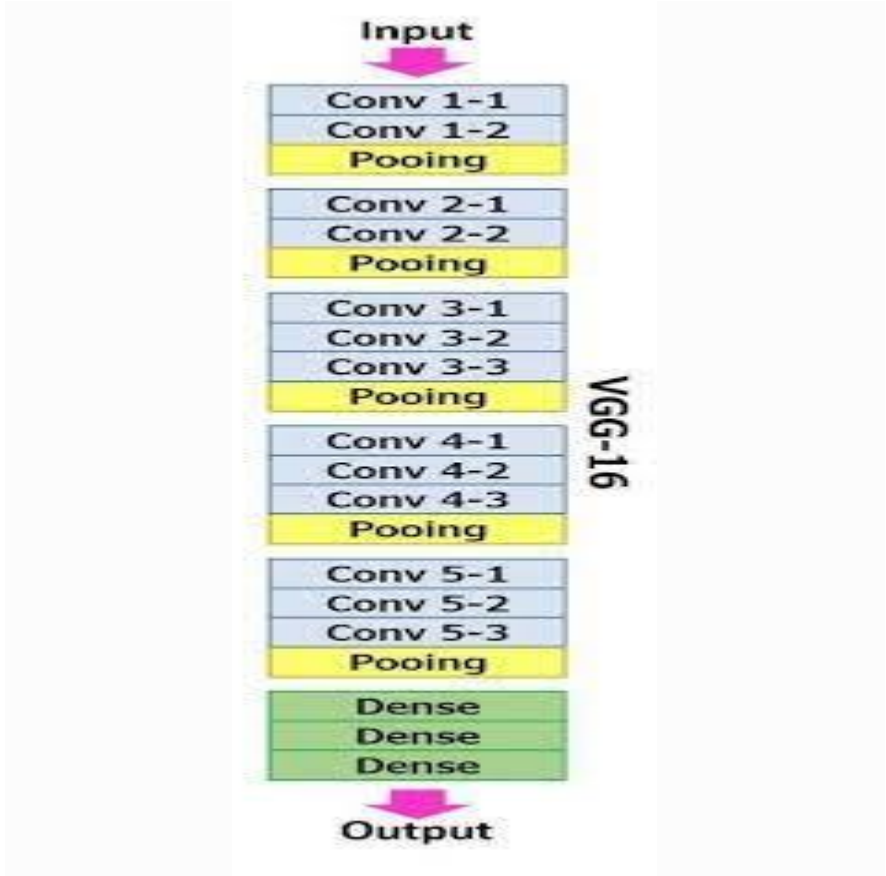 Input
Conv 1-1
Conv 1-2
Pooing
Conv 2-1
Conv 2-2
Pooing
Conv 3-1
Conv 3-2
Conv 3-3
Pooing
Conv 4-1
Conv 4-2
Conv 4-3
Pooing
Conv 5-1
Conv 5-2
Conv 5-3
Pooing
Dense
Dense
Dense
Output
VGG-16